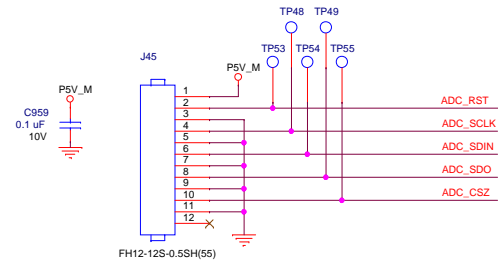 TP48 TP49
J45
TP53 TP54 TP55
P5V_M
P5V_M
1
2
ADC_RST
3
C959
0.1 uF
10V
4
ADC_SCLK
5
6
ADC_SDIN
7
8
ADC_SDO
9
10
ADC_CSZ
11
12
FH12-12S-0.5SH(55)